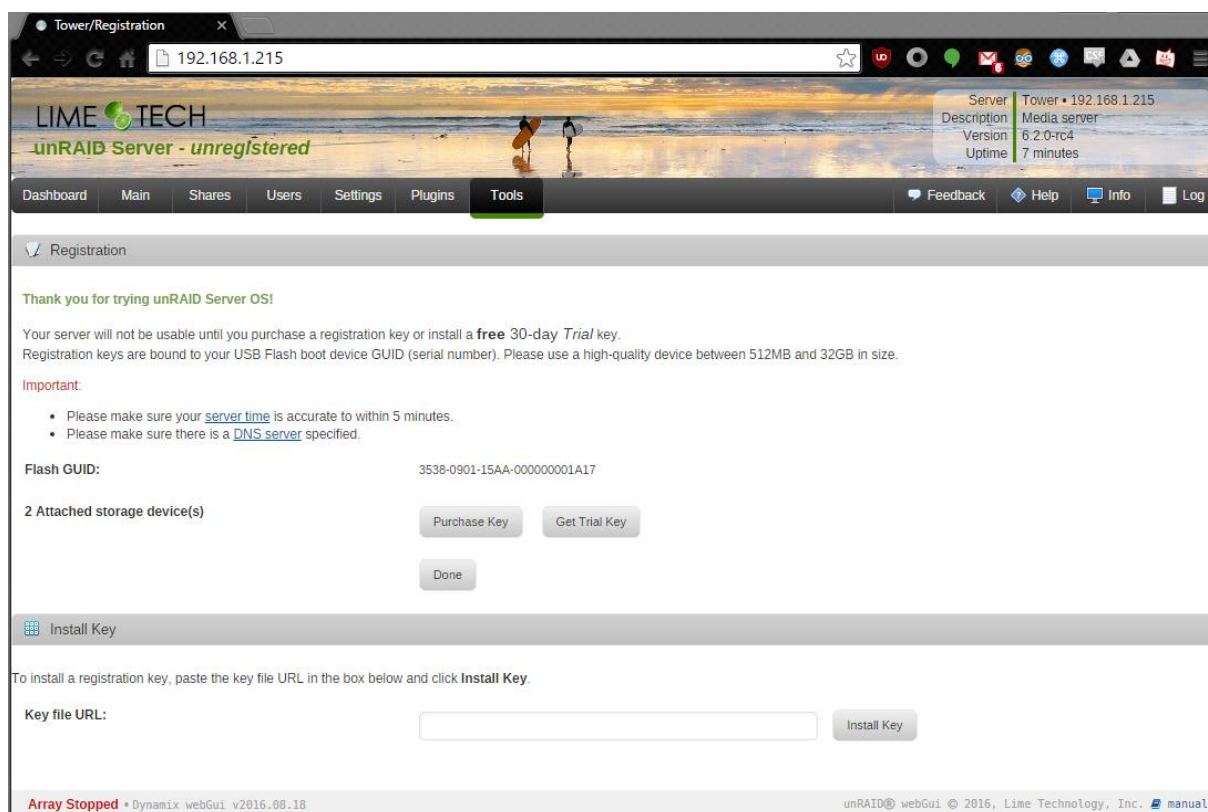 Tower/Registration
192.168.1.215
6
LIME TECH
unRAID Server - unregistered
Server Tower • 192.168.1.215
Description Media server
Version 6.2.0-rc4
Uptime 7 minutes
Dashboard Main Shares Users Settings Plugins Tools Feedback Help Info Log
Registration
Thank you for trying unRAID Server OS!
Your server will not be usable until you purchase a registration key or install a free 30-day Trial key.
Registration keys are bound to your USB Flash boot device GUID (serial number). Please use a high-quality device between 512MB and 32GB in size.
Important:
• Please make sure your server time is accurate to within 5 minutes.
• Please make sure there is a DNS server specified.
Flash GUID: 3538-0901-15AA-000000001A17
2 Attached storage device(s) Purchase Key Get Trial Key
Done
Install Key
To install a registration key, paste the key file URL in the box below and click Install Key.
Key file URL: Install Key
Array Stopped • Dynamix webGui v2016.08.18 unRAID® webGui © 2016, Lime Technology, Inc. manual